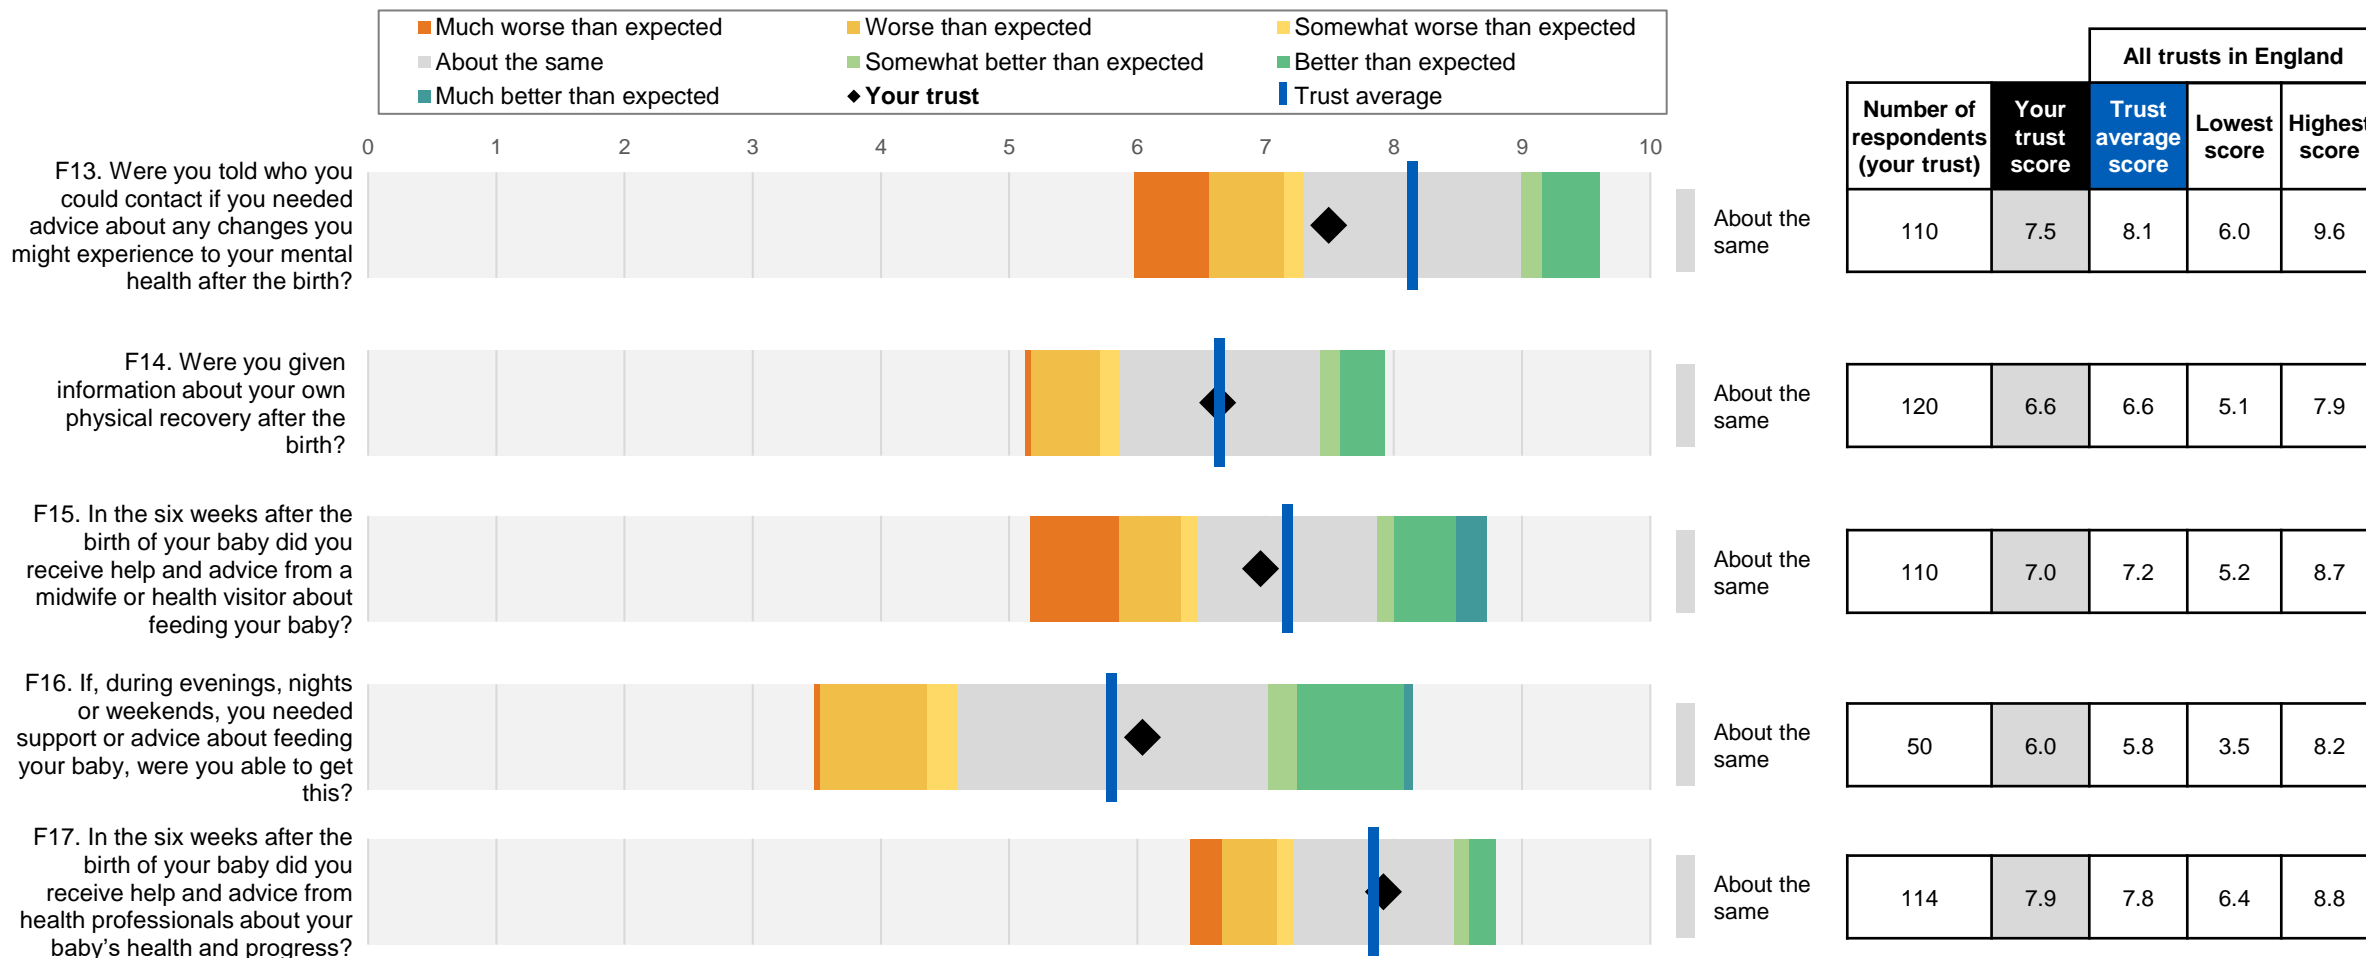 Much worse than expected
Worse than expected
Somewhat worse than expected
About the same
Somewhat better than expected
Better than expected
Much better than expected
Your trust
Trust average
All trusts in England
Number of respondents (your trust)
Your trust score
Trust average score
Lowest score
Highest score
0 1 2 3 4 5 6 7 8 9 10
F13. Were you told who you
could contact if you needed
advice about any changes you
might experience to your mental
health after the birth?
About the
same
110 7.5 8.1 6.0 9.6
F14. Were you given
information about your own
physical recovery after the
birth?
About the
same
120 6.6 6.6 5.1 7.9
F15. In the six weeks after the
birth of your baby did you
receive help and advice from a
midwife or health visitor about
feeding your baby?
About the
same
110 7.0 7.2 5.2 8.7
F16. If, during evenings, nights
or weekends, you needed
support or advice about feeding
your baby, were you able to get
this?
About the
same
50 6.0 5.8 3.5 8.2
F17. In the six weeks after the
birth of your baby did you
receive help and advice from
health professionals about your
baby's health and progress?
About the
same
114 7.9 7.8 6.4 8.8